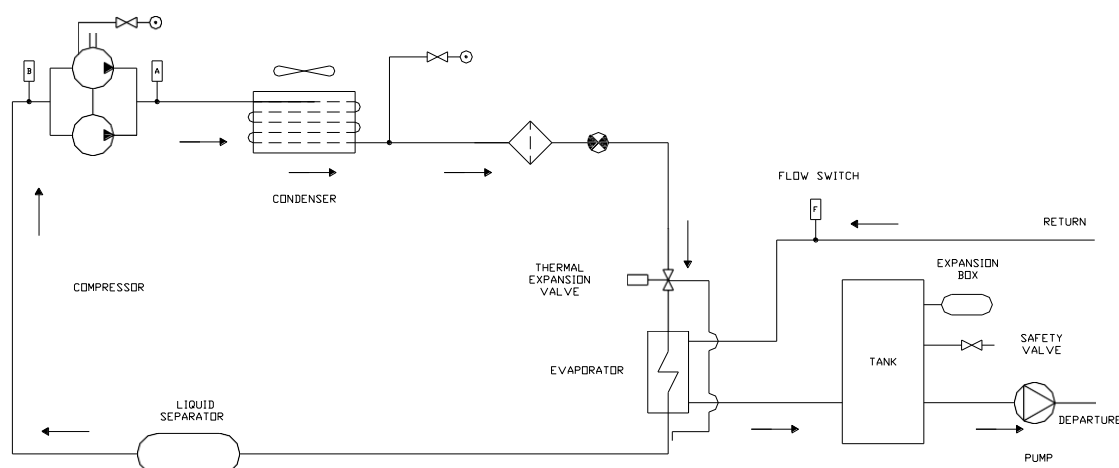 B
A
CONDENSER
FLOW SWITCH
F
RETURN
EXPANSION
BOX
THERMAL
EXPANSION
VALVE
COMPRESSOR
SAFETY
VALVE
TANK
EVAPORATOR
LIQUID
SEPARATOR
DEPARTURE
PUMP